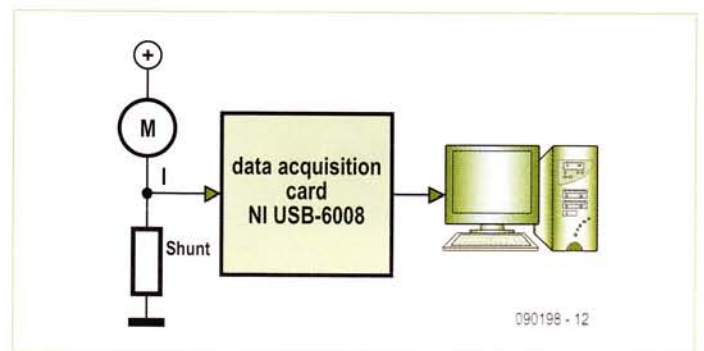 +
M
I
Shunt
data acquisition
card
NI USB-6008
090198 - 12